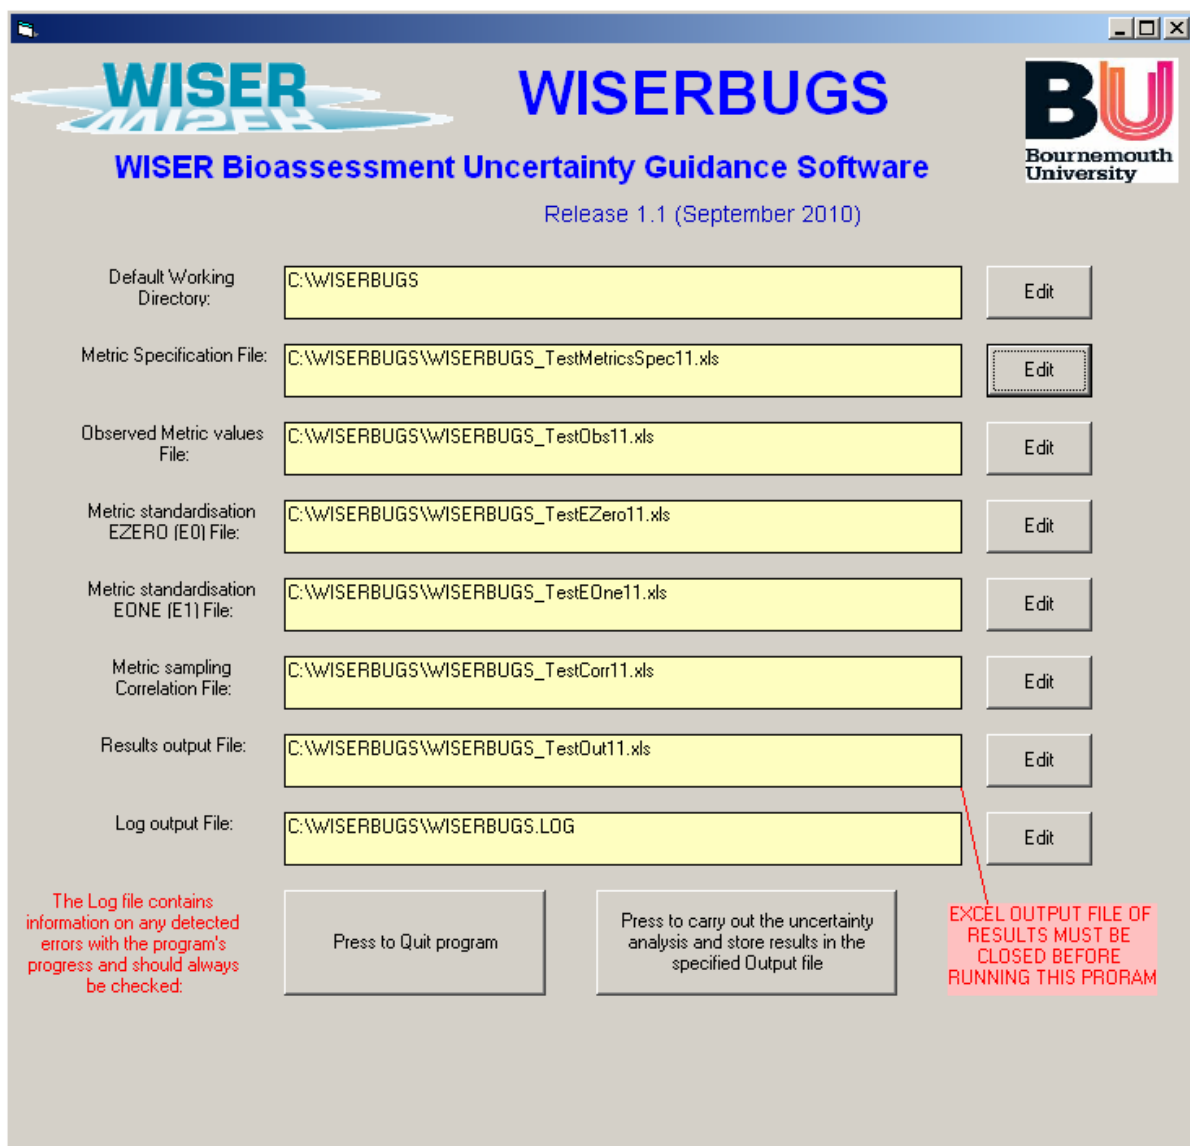 WISER
WISERBUGS
BU
Bournemouth
University
WISER Bioassessment Uncertainty Guidance Software
Release 1.1 (September 2010)
Default Working
Directory:
C:\WISERBUGS
Edit
Metric Specification File:
C:\WISERBUGS\WISERBUGS_TestMetricsSpec11.xls
Edit
Observed Metric values
File:
C:\WISERBUGS\WISERBUGS_TestObs11.xls
Edit
Metric standardisation
EZERO (E0) File:
C:\WISERBUGS\WISERBUGS_TestEZero11.xls
Edit
Metric standardisation
EONE (E1) File:
C:\WISERBUGS\WISERBUGS_TestEOne11.xls
Edit
Metric sampling
Correlation File:
C:\WISERBUGS\WISERBUGS_TestCorr11.xls
Edit
Results output File:
C:\WISERBUGS\WISERBUGS_TestOut11.xls
Edit
Log output File:
C:\WISERBUGS\WISERBUGS.LOG
Edit
The Log file contains
information on any detected
errors with the program's
progress and should always
be checked:
Press to Quit program
Press to carry out the uncertainty
analysis and store results in the
specified Output file
EXCEL OUTPUT FILE OF
RESULTS MUST BE
CLOSED BEFORE
RUNNING THIS PRORAM